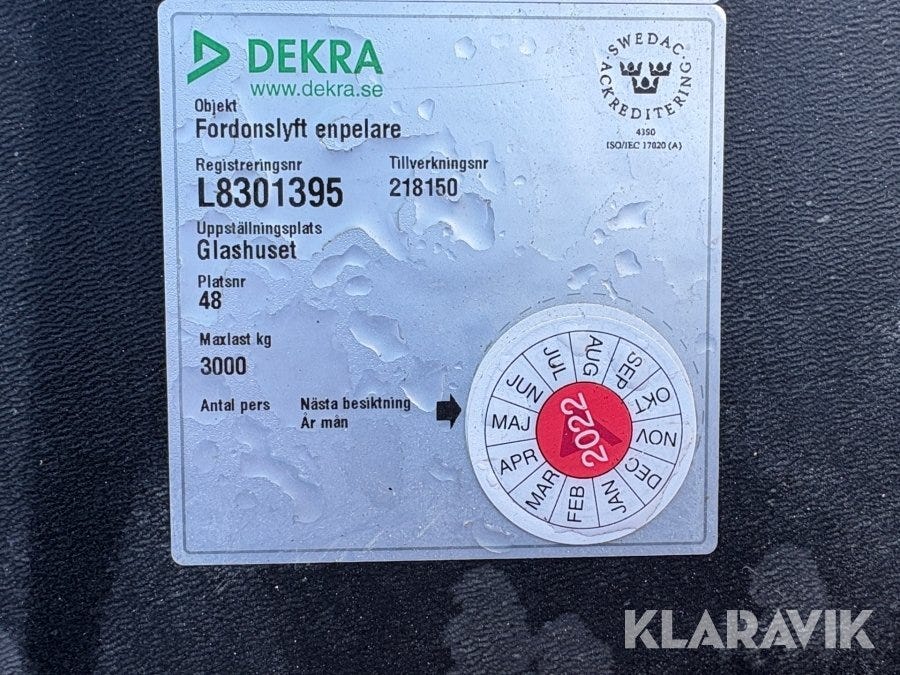 DEKRA
www.dekra.se
SWEDAC
ACKREDITERING
4390
ISO/IEC 17020 (A)
Objekt
Fordonslyft enpelare
Registreringsnr Tillverkningsnr
L8301395 218150
Uppställningsplats
Glashuset
Platsnr
48
Maxlast kg
3000
Antal pers Nästa besiktning
År mån
JAN
FEB
MAR
APR
MAJ
JUN
JUL
AUG
SEP
OKT
NOV
DEC
2022
KLARAVIK